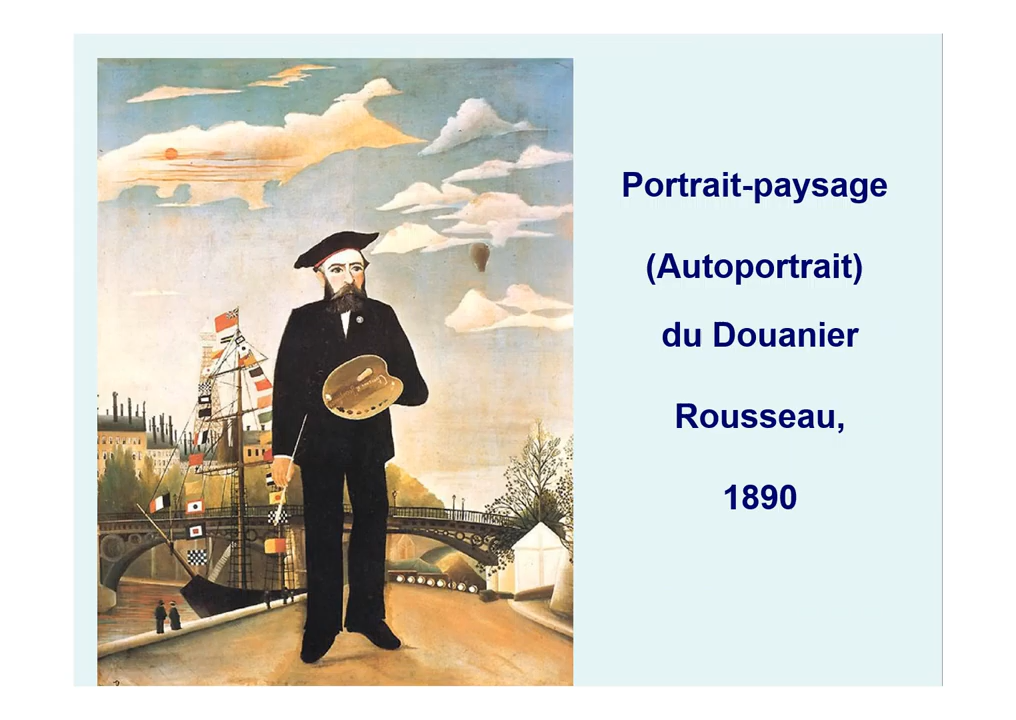 Portrait-paysage
(Autoportrait)
du Douanier
Rousseau,
1890